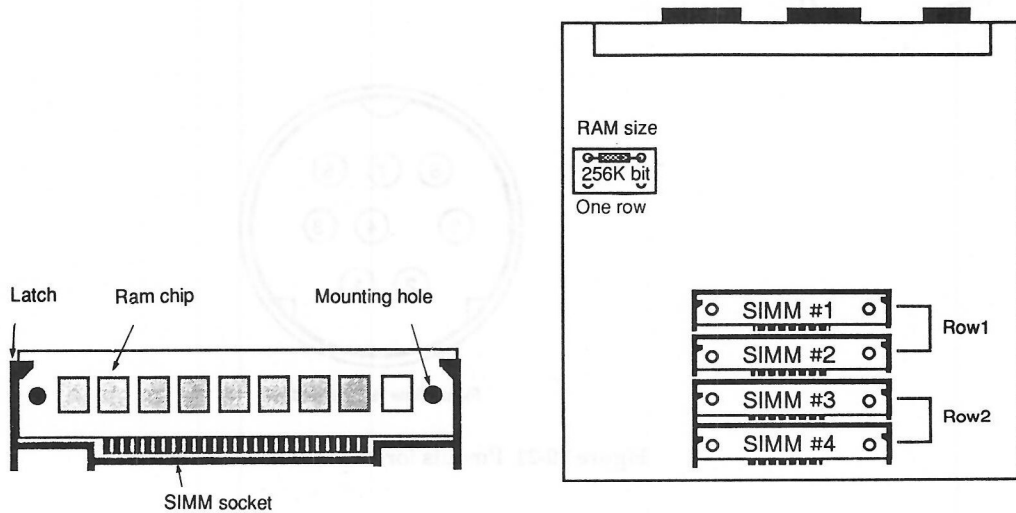 Latch
Ram chip
Mounting hole
SIMM socket
RAM size
256K bit
One row
SIMM #1
SIMM #2
Row1
SIMM #3
SIMM #4
Row2